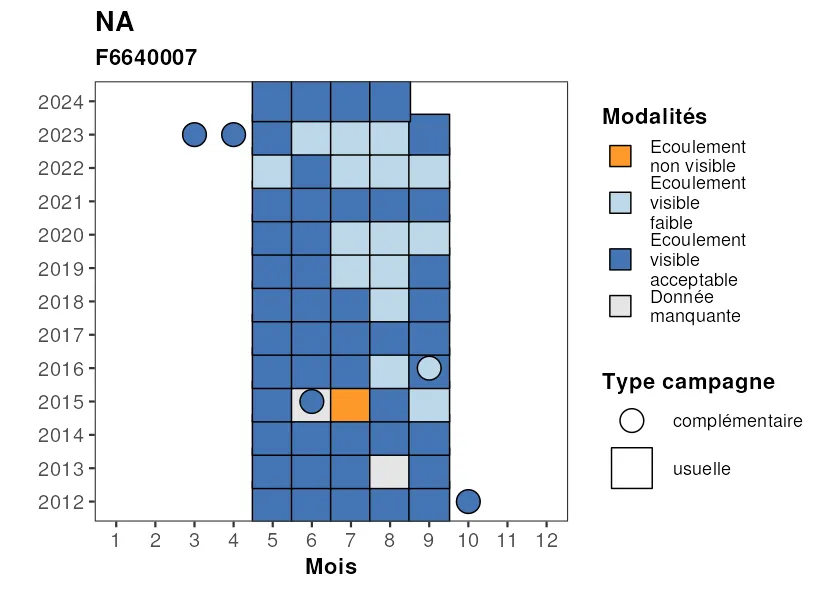 NA
F6640007
2024
2023
2022
2021
2020
2019
2018
2017
2016
2015
2014
2013
2012
1 2 3 4 5 6 7 8 9 10 11 12
Mois
Modalités
Ecoulement
non visible
Ecoulement
visible
faible
Ecoulement
visible
acceptable
Donnée
manquante
Type campagne
complémentaire
usuelle